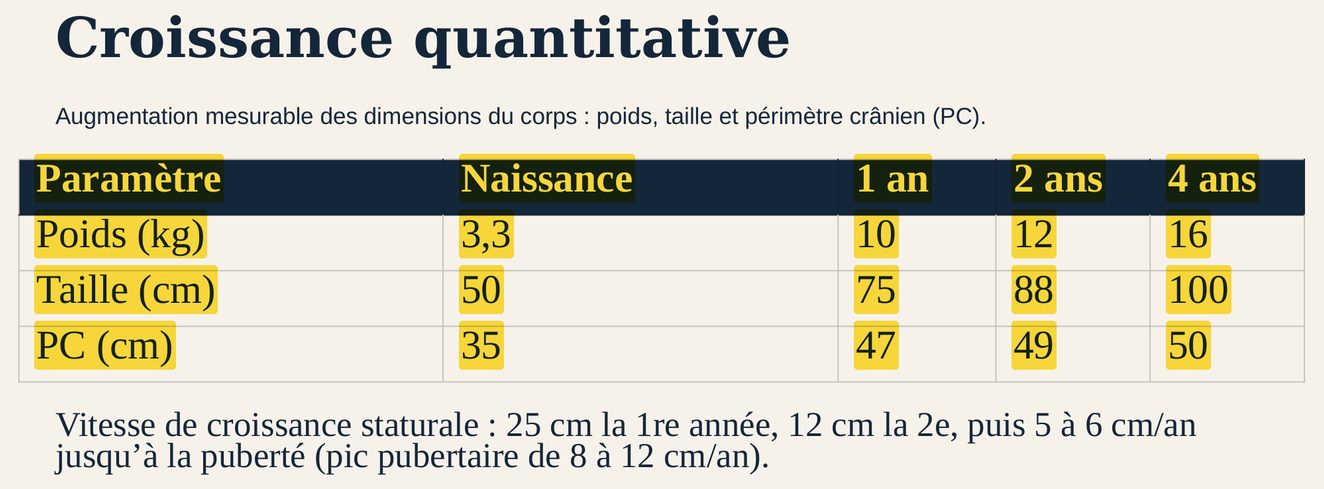 Croissance quantitative
Augmentation mesurable des dimensions du corps : poids, taille et périmètre crânien (PC).
Paramètre Naissance 1 an 2 ans 4 ans
Poids (kg) 3,3 10 12 16
Taille (cm) 50 75 88 100
PC (cm) 35 47 49 50
Vitesse de croissance staturale : 25 cm la 1re année, 12 cm la 2e, puis 5 à 6 cm/an
jusqu’à la puberté (pic pubertaire de 8 à 12 cm/an).